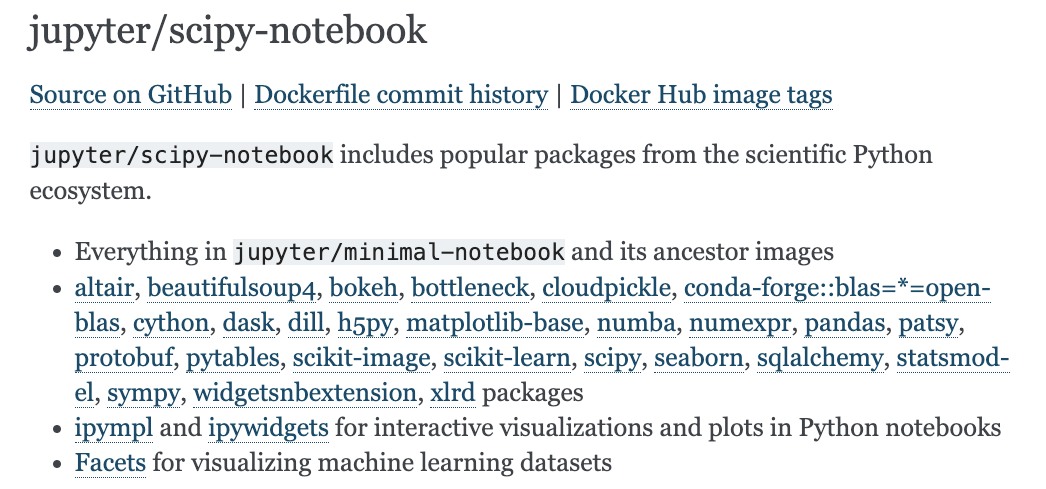 jupyter/scipy-notebook
Source on GitHub | Dockerfile commit history | Docker Hub image tags
jupyter/scipy-notebook includes popular packages from the scientific Python
ecosystem.
• Everything in jupyter/minimal-notebook and its ancestor images
• altair, beautifulsoup4, bokeh, bottleneck, cloudpickle, conda-forge::blas=*=open-
blas, cython, dask, dill, h5py, matplotlib-base, numba, numexpr, pandas, patsy,
protobuf, pytables, scikit-image, scikit-learn, scipy, seaborn, sqlalchemy, statsmod-
el, sympy, widgetsnbextension, xlrd packages
• ipympl and ipywidgets for interactive visualizations and plots in Python notebooks
• Facets for visualizing machine learning datasets